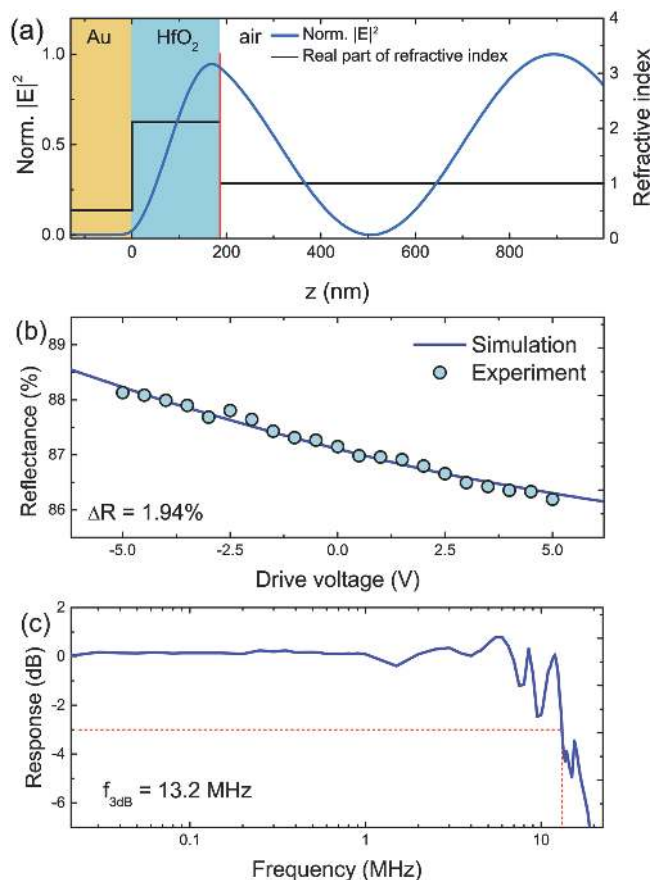 (a)
Au
HfO₂
air
Norm. |E|²
Real part of refractive index
Norm. |E|²
1.0
0.5
0.0
4
3
2
1
0
Refractive index
0 200 400 600 800
z (nm)
(b)
Simulation
Experiment
Reflectance (%)
89
88
87
86
ΔR = 1.94%
-5.0 -2.5 0.0 2.5 5.0
Drive voltage (V)
(c)
Response (dB)
2
0
-2
-4
-6
f3dB = 13.2 MHz
0.1 1 10
Frequency (MHz)